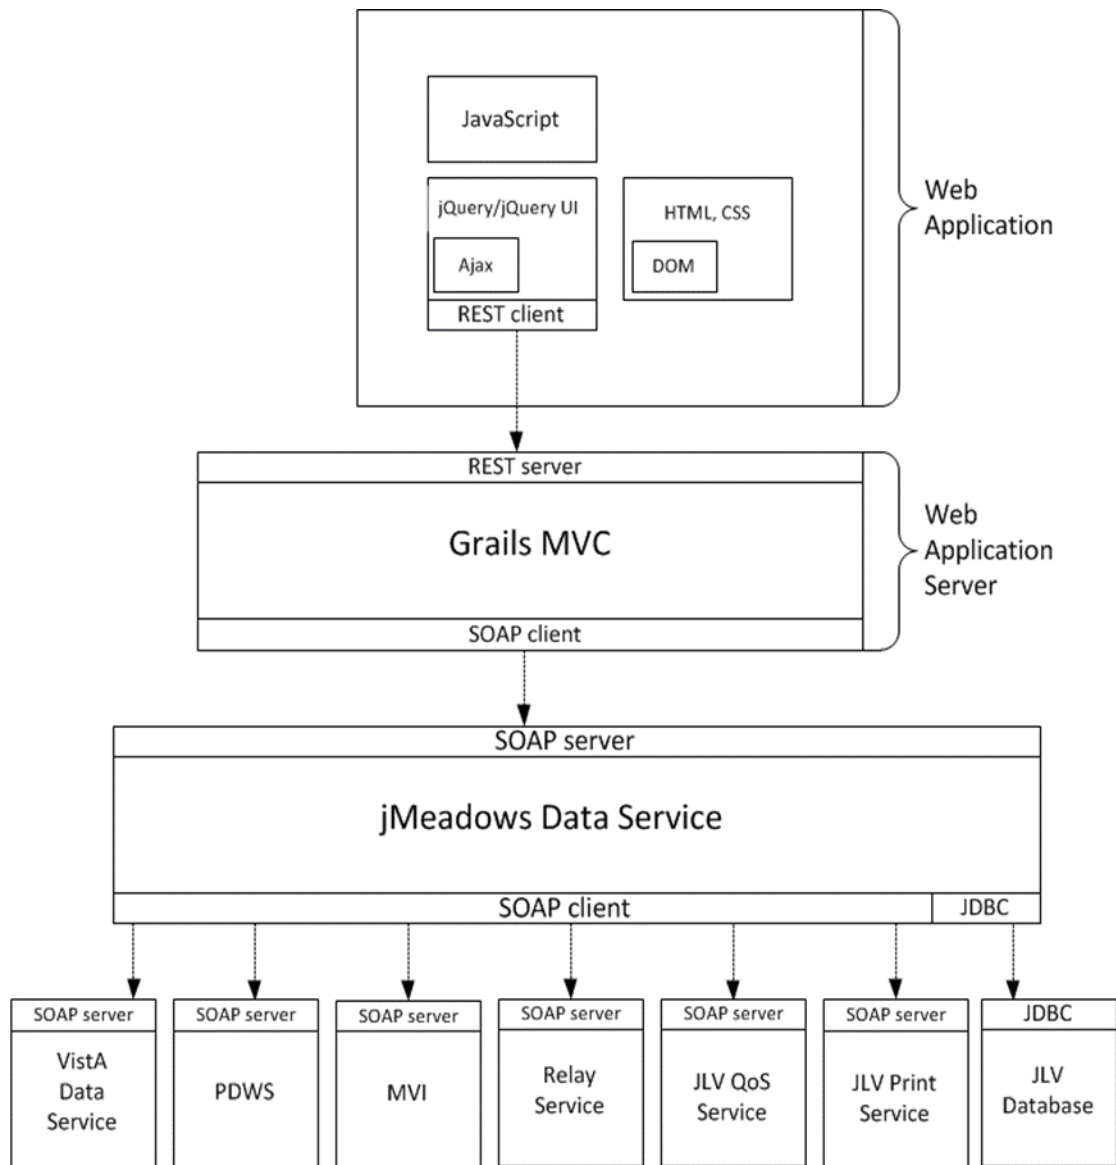 JavaScript
jQuery/jQuery UI
Ajax
REST client
HTML, CSS
DOM
Web
Application
REST server
Grails MVC
SOAP client
Web
Application
Server
SOAP server
jMeadows Data Service
SOAP client
JDBC
SOAP server
VistA
Data
Service
SOAP server
PDWS
SOAP server
MVI
SOAP server
Relay
Service
SOAP server
JLV QoS
Service
SOAP server
JLV Print
Service
JDBC
JLV
Database